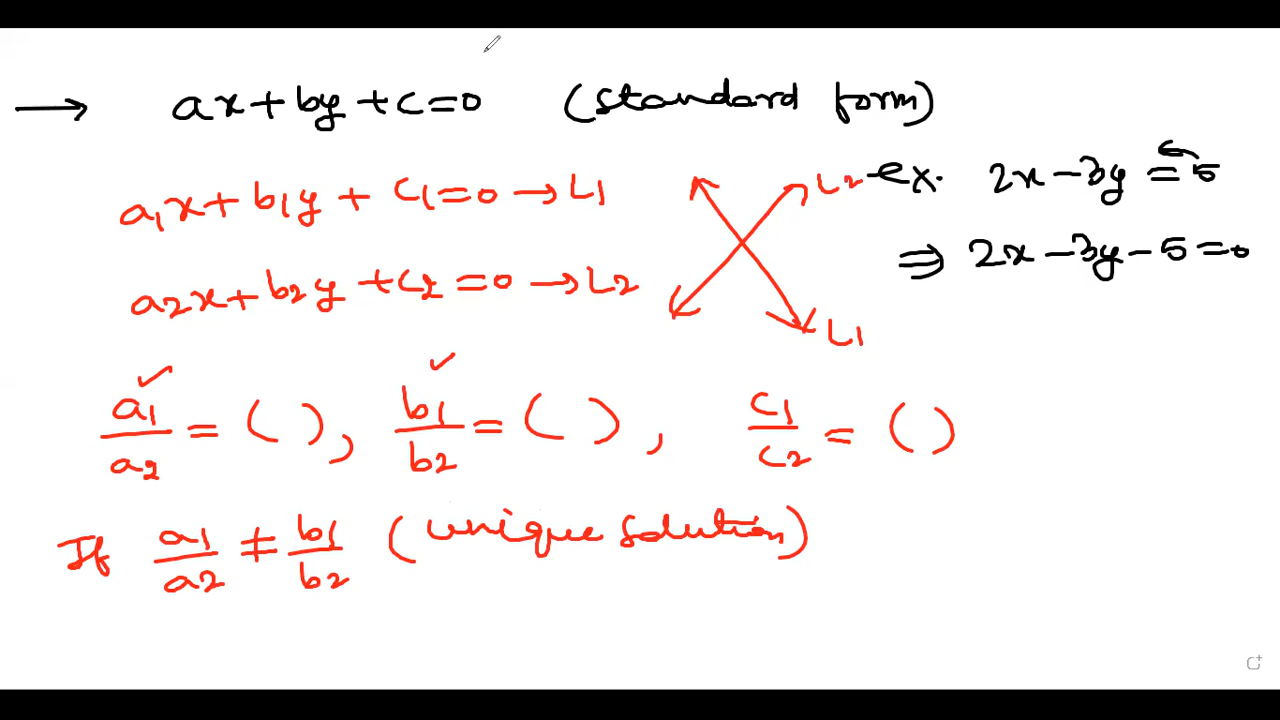 → ax+by+c=0 (standard form)
a1x+b1y+c1=0→L1
L2
ex. 2x-3y=5
a2x+b2y+c2=0→L2
⇒ 2x-3y-5=0
L1
a1/a2 = ( ), b1/b2 = ( ), c1/c2 = ( )
If a1/a2 ≠ b1/b2 (unique solution)